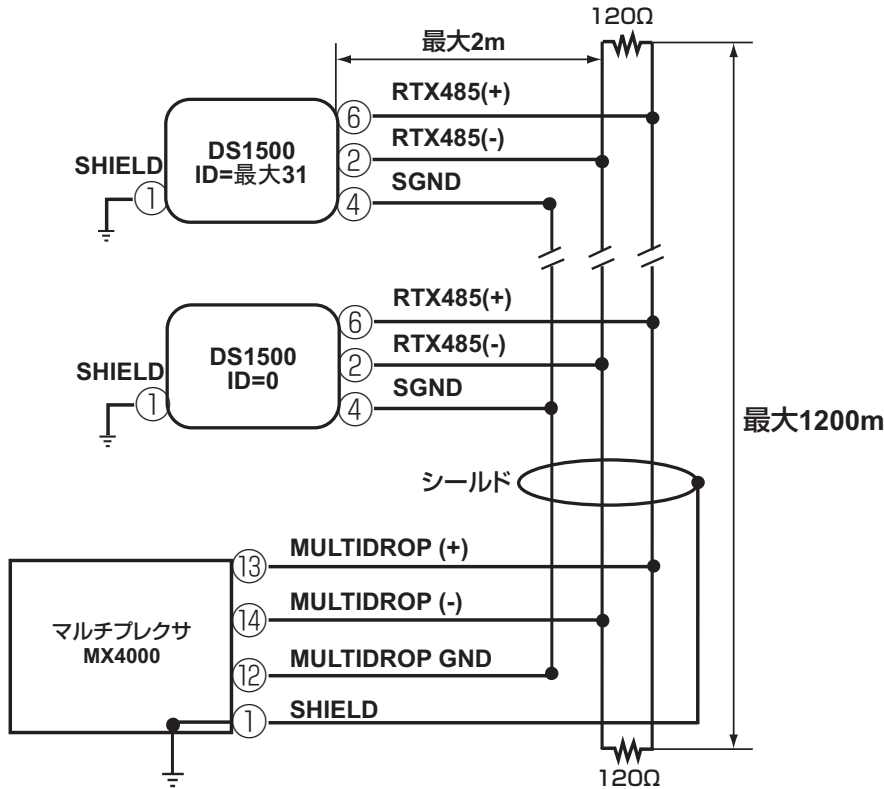 120Ω
最大2m
RTX485(+)
⑥
DS1500
ID=最大31
RTX485(-)
②
SHIELD
①
SGND
④
RTX485(+)
⑥
DS1500
ID=0
RTX485(-)
②
SHIELD
①
SGND
④
最大1200m
シールド
MULTIDROP (+)
⑬
MULTIDROP (-)
⑭
マルチプレクサ
MX4000
MULTIDROP GND
⑫
SHIELD
①
120Ω